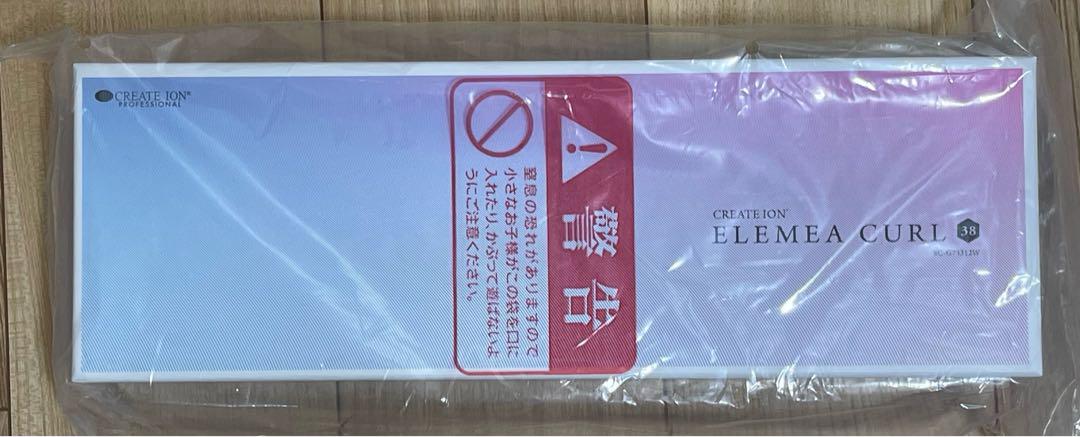 CREATE ION®
PROFESSIONAL
警告
窒息の恐れがありますので
小さなお子様がこの袋を口に
入れたり、かぶって遊ばないよ
うにご注意ください。
CREATE ION®
ELEMEA CURL 38